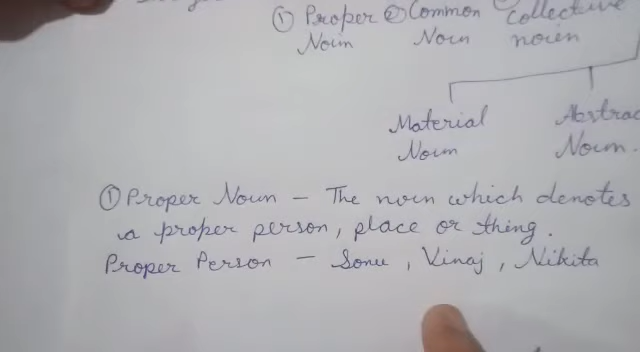 ① Proper ② Common Collective
Noun Noun noun
Material Abstrac
Noun Noun.
① Proper Noun – The noun which denotes
a proper person, place or thing.
Proper Person – Sonu, Vinay, Nikita